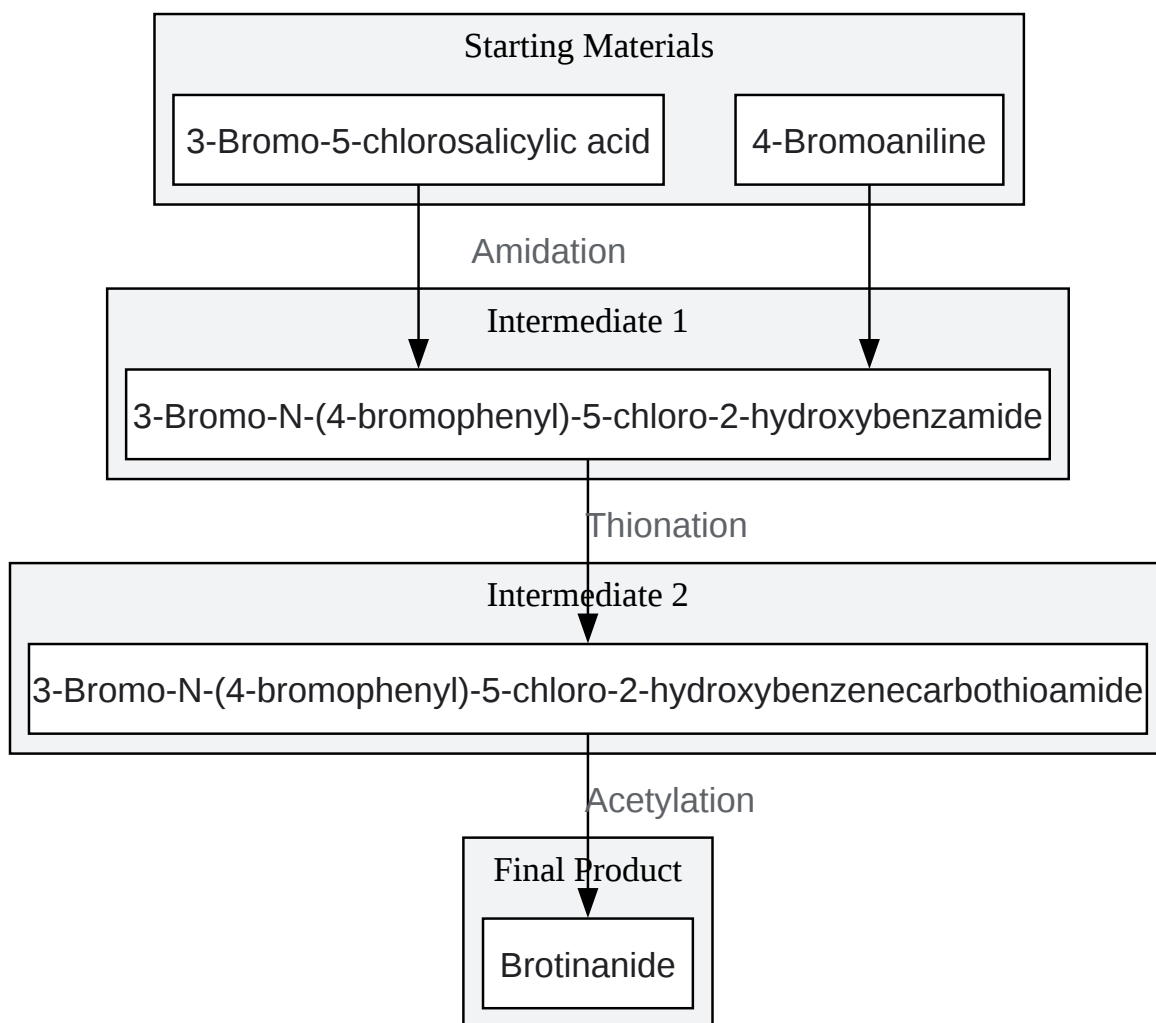 Starting Materials
3-Bromo-5-chlorosalicylic acid
4-Bromoaniline
Amidation
Intermediate 1
3-Bromo-N-(4-bromophenyl)-5-chloro-2-hydroxybenzamide
Thionation
Intermediate 2
3-Bromo-N-(4-bromophenyl)-5-chloro-2-hydroxybenzenecarbothioamide
Acetylation
Final Product
Brotinanide